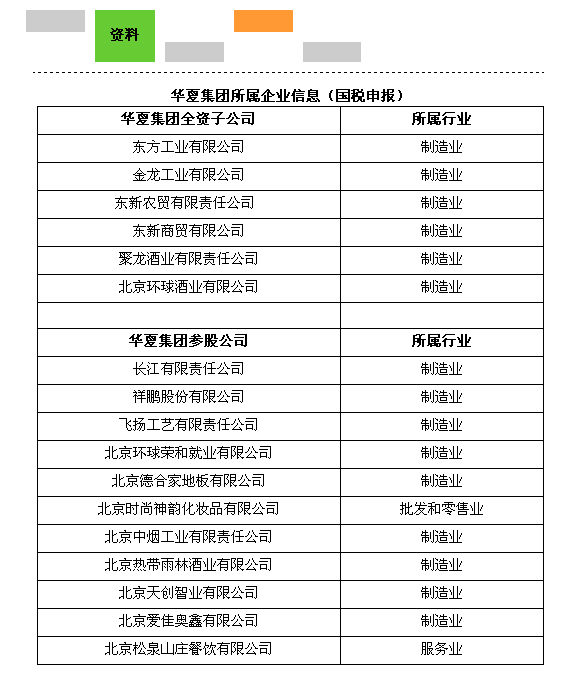 资料
华夏集团所属企业信息（国税申报）
华夏集团全资子公司 所属行业
东方工业有限公司 制造业
金龙工业有限公司 制造业
东新农贸有限责任公司 制造业
东新商贸有限公司 制造业
聚龙酒业有限责任公司 制造业
北京环球酒业有限公司 制造业
华夏集团参股公司 所属行业
长江有限责任公司 制造业
祥鹏股份有限公司 制造业
飞扬工艺有限责任公司 制造业
北京环球荣和就业有限公司 制造业
北京德合家地板有限公司 制造业
北京时尚神韵化妆品有限公司 批发和零售业
北京中烟工业有限责任公司 制造业
北京热带雨林酒业有限公司 制造业
北京天创智业有限公司 制造业
北京爱佳奥鑫有限公司 制造业
北京松泉山庄餐饮有限公司 服务业